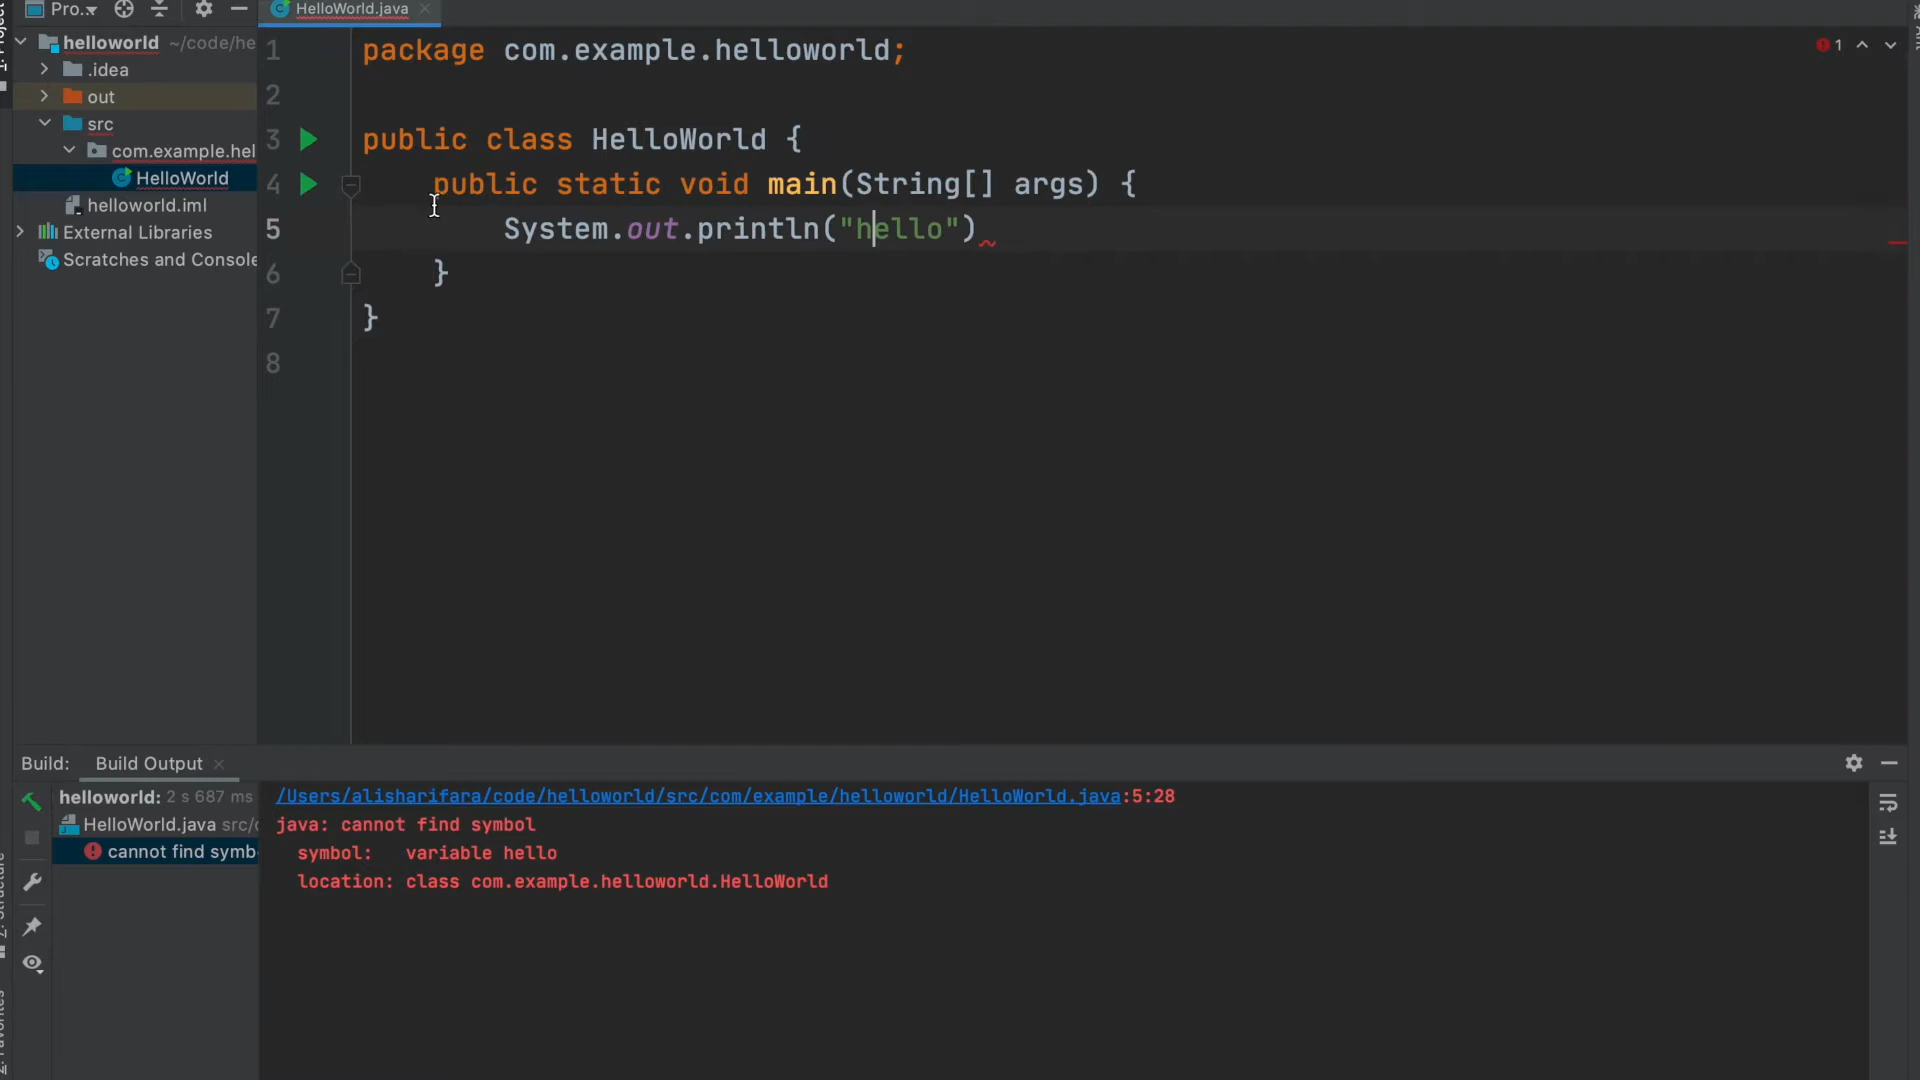 Pro...
HelloWorld.java
helloworld ~/code/he
.idea
out
src
com.example.hel
HelloWorld
helloworld.iml
External Libraries
Scratches and Console
1 package com.example.helloworld;
2
3 public class HelloWorld {
4 public static void main(String[] args) {
5 System.out.println("hello")
6 }
7 }
8
1
Build: Build Output
helloworld: 2 s 687 ms
HelloWorld.java src/c
cannot find symb
/Users/alisharifara/code/helloworld/src/com/example/helloworld/HelloWorld.java:5:28
java: cannot find symbol
symbol: variable hello
location: class com.example.helloworld.HelloWorld